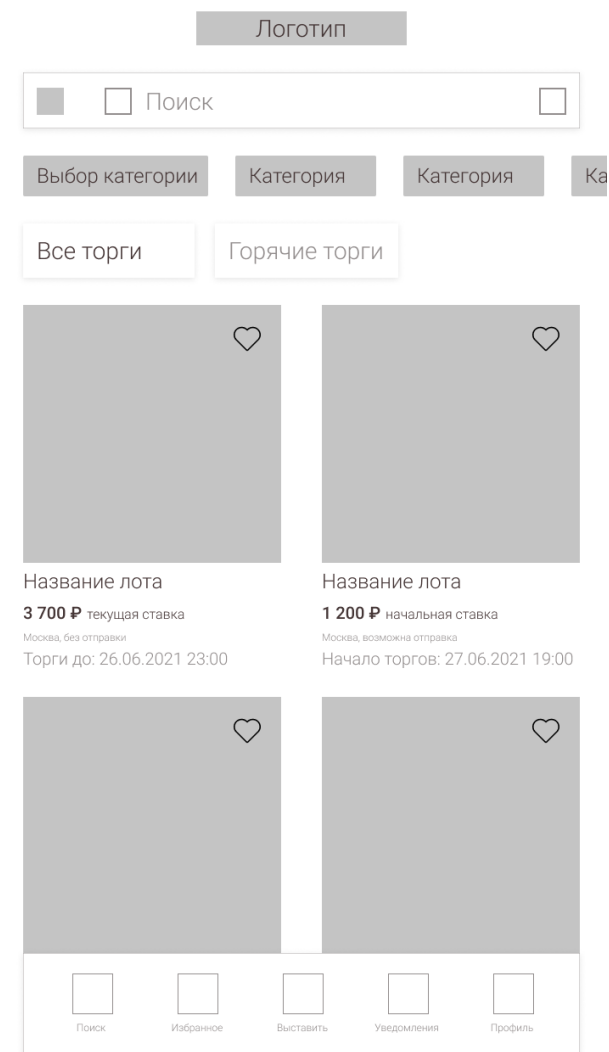 Логотип
Поиск
Выбор категории Категория Категория Ка
Все торги Горячие торги
Название лота
3 700 ₽ текущая ставка
Москва, без отправки
Торги до: 26.06.2021 23:00
Название лота
1 200 ₽ начальная ставка
Москва, возможна отправка
Начало торгов: 27.06.2021 19:00
Поиск Избранное Выставить Уведомления Профиль